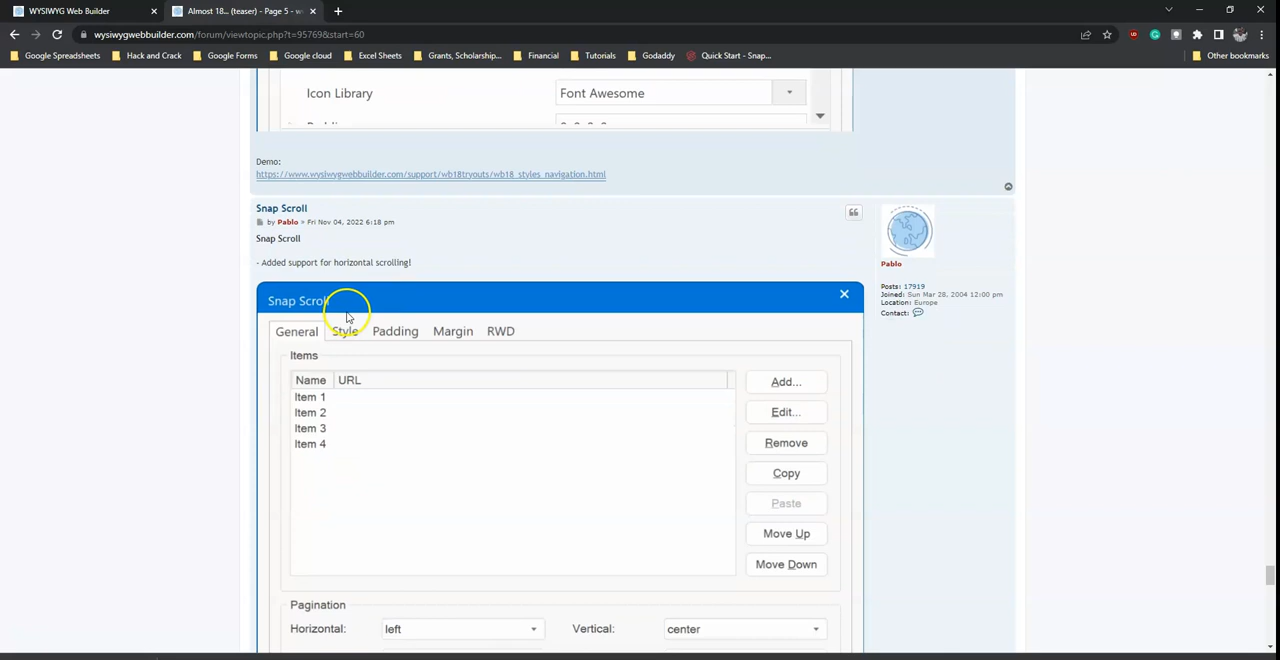 WYSIWYG Web Builder
Almost 18... (teaser) - Page 5 - w
wysiwygwebbuilder.com/forum/viewtopic.php?t=95769&start=60
Google Spreadsheets
Hack and Crack
Google Forms
Google cloud
Excel Sheets
Grants, Scholarship...
Financial
Tutorials
Godaddy
Quick Start - Snap...
Other bookmarks
Icon Library
Font Awesome
Demo:
https://www.wysiwygwebbuilder.com/support/wb18tryouts/wb18_styles_navigation.html
Snap Scroll
by Pablo » Fri Nov 04, 2022 6:18 pm
Snap Scroll
- Added support for horizontal scrolling!
Pablo
Posts: 17919
Joined: Sun Mar 28, 2004 12:00 pm
Location: Europe
Contact:
Snap Scroll
General Style Padding Margin RWD
Items
Name URL
Item 1
Item 2
Item 3
Item 4
Add...
Edit...
Remove
Copy
Paste
Move Up
Move Down
Pagination
Horizontal: left Vertical: center